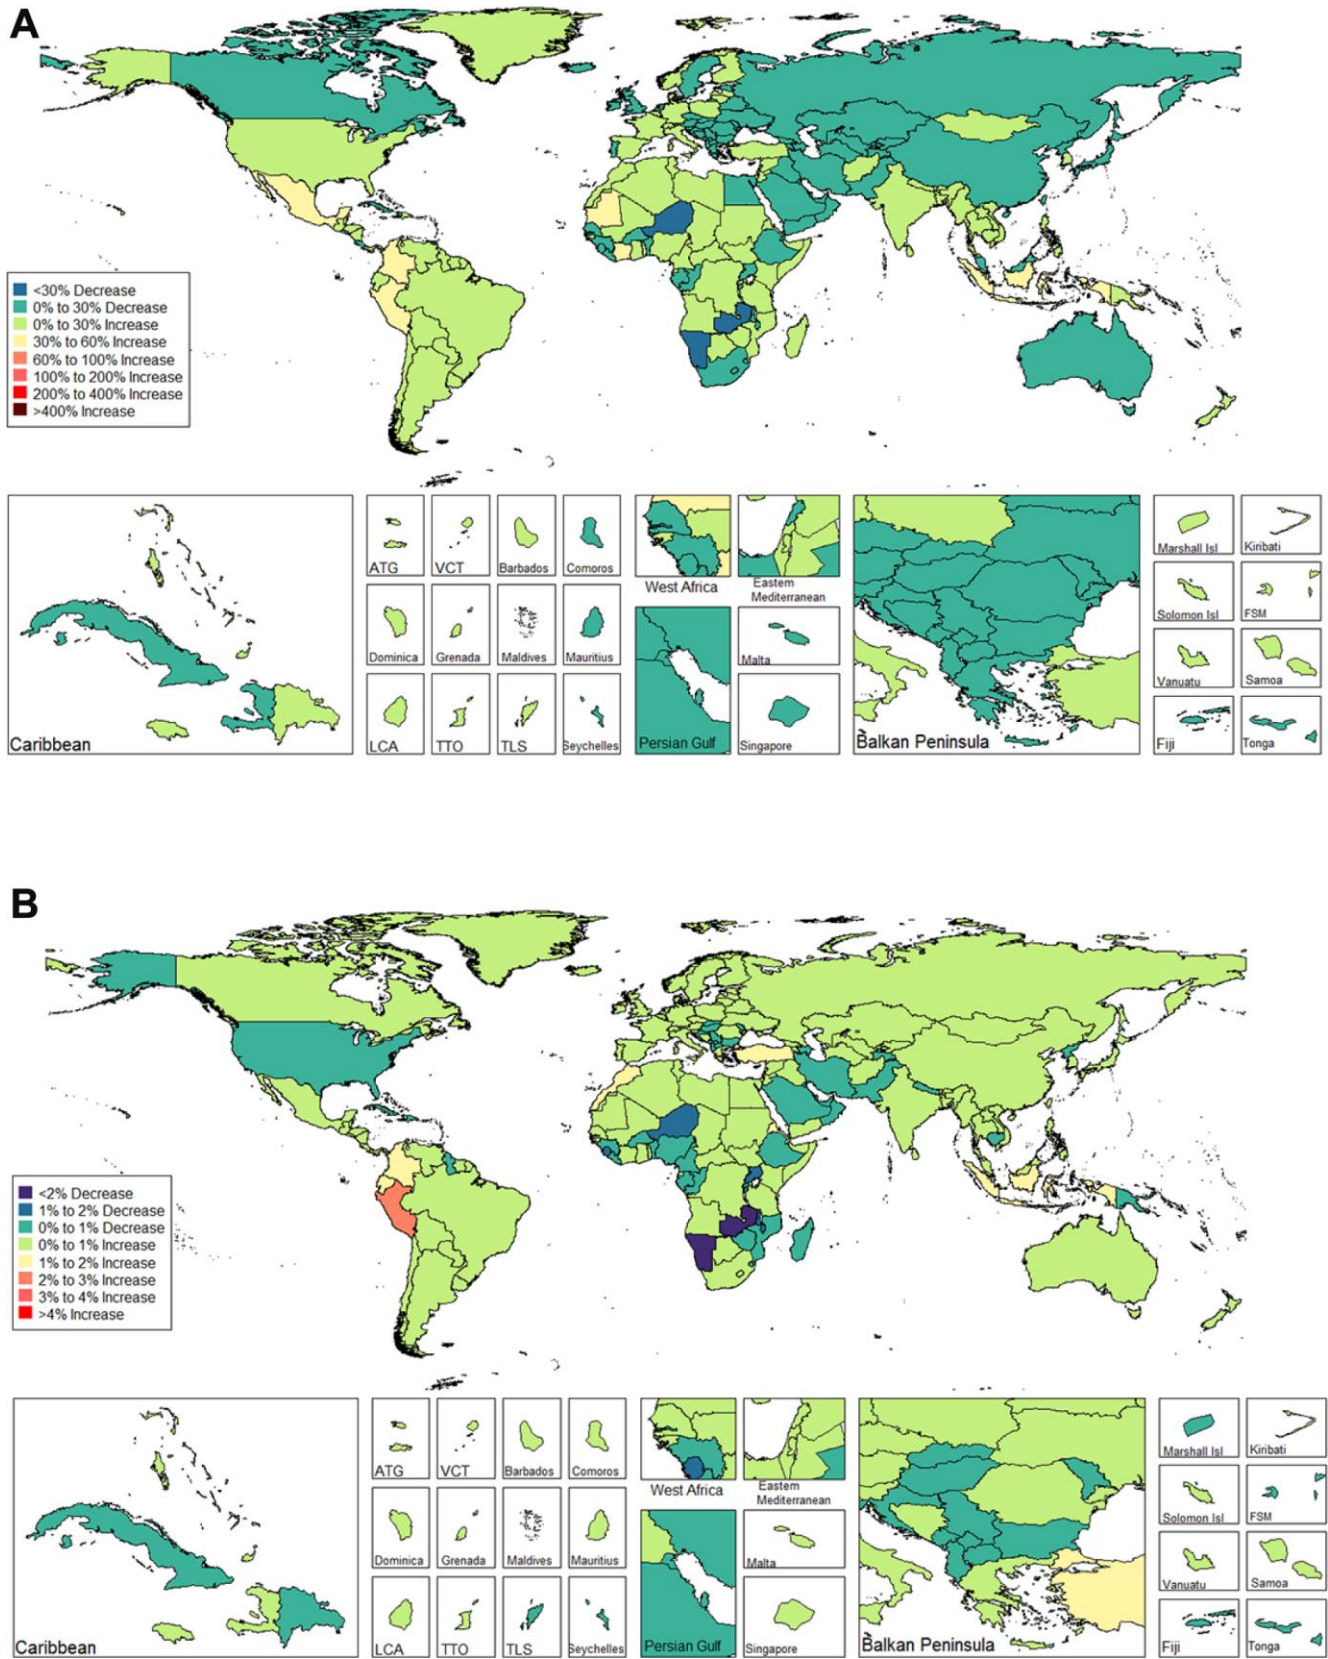 A
<30% Decrease
0% to 30% Decrease
0% to 30% Increase
30% to 60% Increase
60% to 100% Increase
100% to 200% Increase
200% to 400% Increase
>400% Increase
Caribbean
ATG
VCT
Barbados
Comoros
Dominica
Grenada
Maldives
Mauritius
LCA
TTO
TLS
Seychelles
West Africa
Eastern
Mediterranean
Persian Gulf
Malta
Singapore
Balkan Peninsula
Marshall Isl
Kiribati
Solomon Isl
FSM
Vanuatu
Samoa
Fiji
Tonga
B
<2% Decrease
1% to 2% Decrease
0% to 1% Decrease
0% to 1% Increase
1% to 2% Increase
2% to 3% Increase
3% to 4% Increase
>4% Increase
Caribbean
ATG
VCT
Barbados
Comoros
Dominica
Grenada
Maldives
Mauritius
LCA
TTO
TLS
Seychelles
West Africa
Eastern
Mediterranean
Persian Gulf
Malta
Singapore
Balkan Peninsula
Marshall Isl
Kiribati
Solomon Isl
FSM
Vanuatu
Samoa
Fiji
Tonga